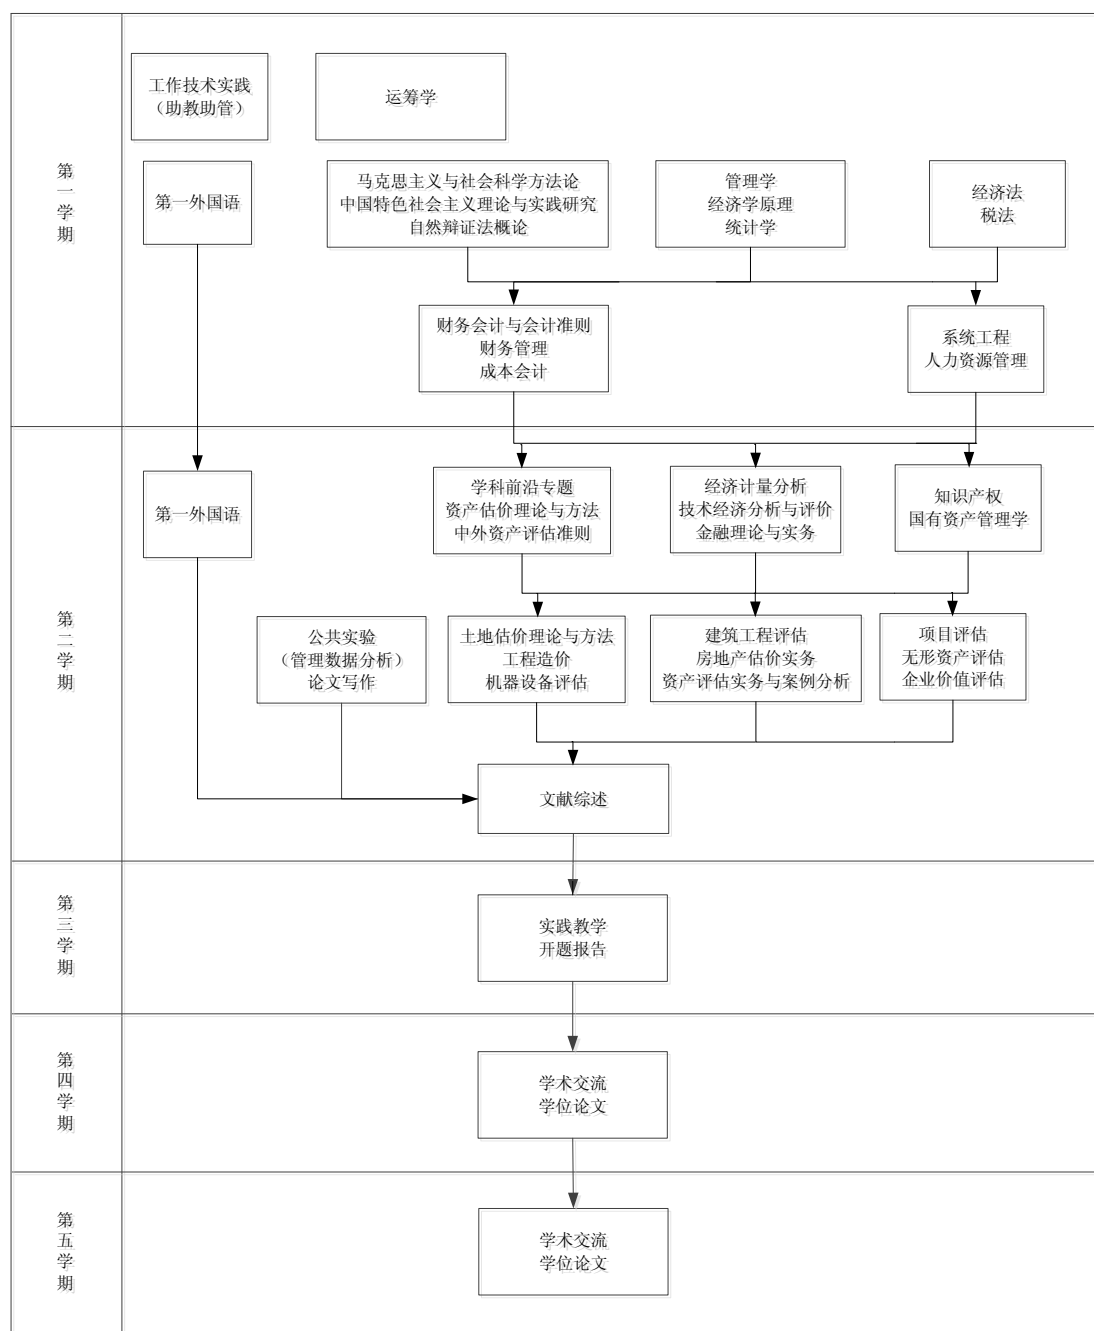 第一学期
工作技术实践
（助教助管）
运筹学
第一外国语
马克思主义与社会科学方法论
中国特色社会主义理论与实践研究
自然辩证法概论
管理学
经济学原理
统计学
经济法
税法
财务会计与会计准则
财务管理
成本会计
系统工程
人力资源管理
第二学期
第一外国语
学科前沿专题
资产估价理论与方法
中外资产评估准则
经济计量分析
技术经济分析与评价
金融理论与实务
知识产权
国有资产管理学
公共实验
（管理数据分析）
论文写作
土地估价理论与方法
工程造价
机器设备评估
建筑工程评估
房地产估价实务
资产评估实务与案例分析
项目评估
无形资产评估
企业价值评估
文献综述
第三学期
实践教学
开题报告
第四学期
学术交流
学位论文
第五学期
学术交流
学位论文